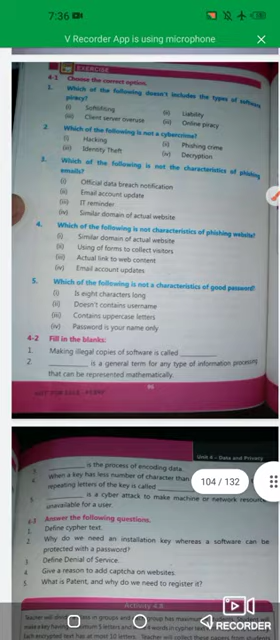 7:36
V Recorder App is using microphone
EXERCISE
4-1 Choose the correct option.
1. Which of the following doesn't includes the types of software
piracy?
(i) Softlifting (ii) Liability
(iii) Client server overuse (iii) Online piracy
2. Which of the following is not a cybercrime?
(i) Hacking (ii) Phishing crime
(iii) Identity Theft (iv) Decryption
3. Which of the following is not the characteristics of phishing
emails?
(i) Official data breach notification
(ii) Email account update
(iii) IT reminder
(iv) Similar domain of actual website
4. Which of the following is not characteristics of phishing website?
(i) Similar domain of actual website
(ii) Using of forms to collect visitors
(iii) Actual link to web content
(iv) Email account updates
5. Which of the following is not a characteristics of good password?
(i) Is eight characters long
(ii) Doesn't contains username
(iii) Contains uppercase letters
(iv) Password is your name only
4-2 Fill in the blanks:
1. Making illegal copies of software is called
2. is a general term for any type of information processing
that can be represented mathematically.
NOT FOR SALE
Unit 4 - Data and Privacy
3. is the process of encoding data.
4. When a key has less number of character than
repeating letters of the key is called
5. is a cyber attack to make machine or network resource
unavailable for a user.
104 / 132
Answer the following questions.
1. Define cypher text.
2. Why do we need an installation key whereas a software can be
protected with a password?
3. Define Denial of Service.
4. Give a reason to add captcha on websites.
5. What is Patent, and why do we need to register it?
Activity 4.8
RECORDER